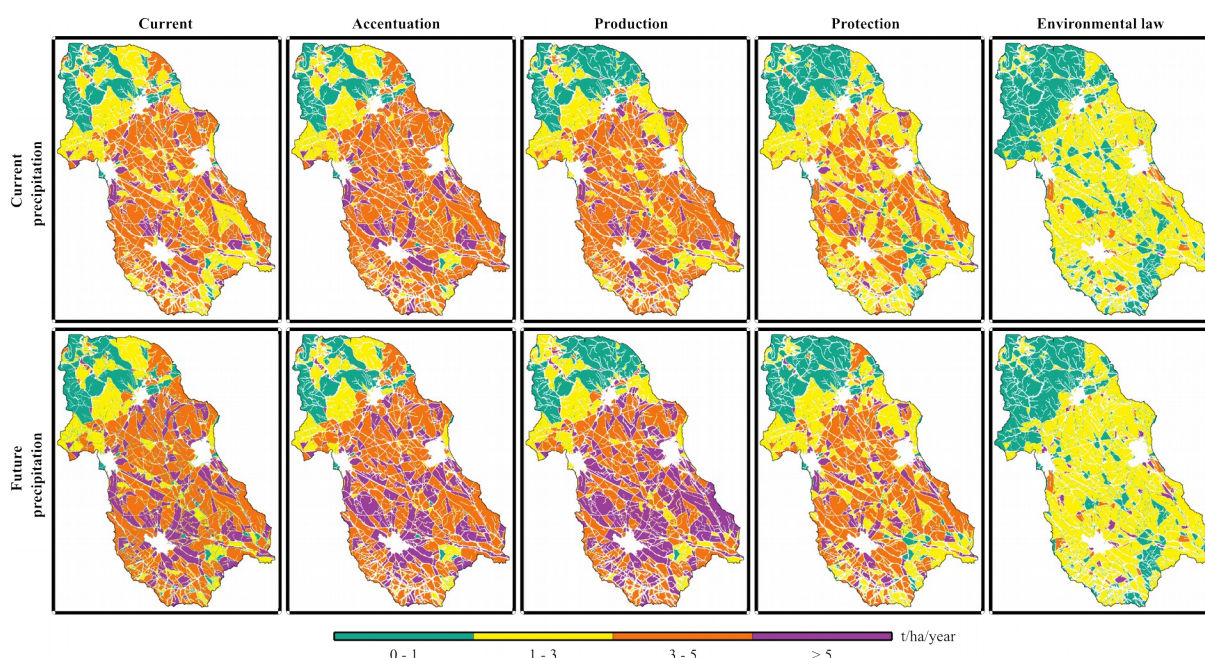 Current
Accentuation
Production
Protection
Environmental law
Current
precipitation
Future
precipitation
t/ha/year
0 - 1
1 - 3
3 - 5
> 5